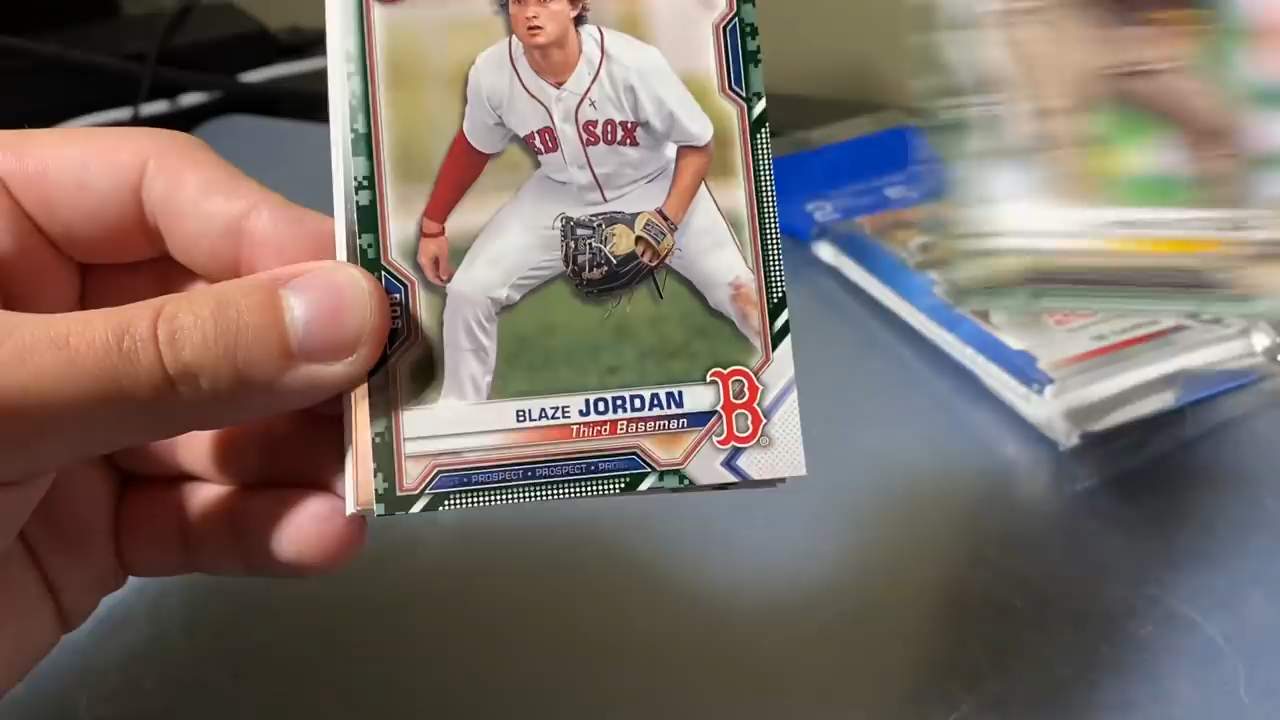 RED SOX
BLAZE JORDAN
Third Baseman
B
PROSPECT • PROSPECT •